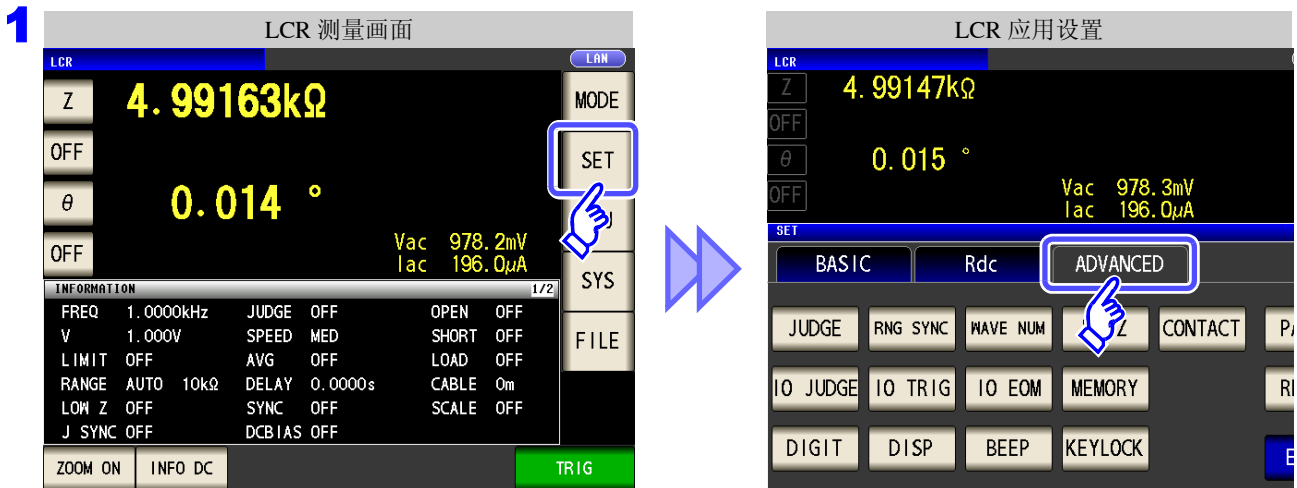 1
LCR 测量画面
LCR
LAN
Z
4.99163kΩ
MODE
OFF
SET
θ
0.014 °
OFF
Vac 978.2mV
Iac 196.0μA
SYS
INFORMATION 1/2
FREQ 1.0000kHz JUDGE OFF OPEN OFF
V 1.000V SPEED MED SHORT OFF
FILE
LIMIT OFF AVG OFF LOAD OFF
RANGE AUTO 10kΩ DELAY 0.0000s CABLE 0m
LOW Z OFF SYNC OFF SCALE OFF
J SYNC OFF DCBIAS OFF
ZOOM ON INFO DC TRIG
LCR 应用设置
LCR
Z
4.99147kΩ
OFF
θ
0.015 °
OFF
Vac 978.3mV
Iac 196.0μA
SET
BASIC Rdc ADVANCED
JUDGE RNG SYNC WAVE NUM Z CONTACT
IO JUDGE IO TRIG IO EOM MEMORY
DIGIT DISP BEEP KEYLOCK